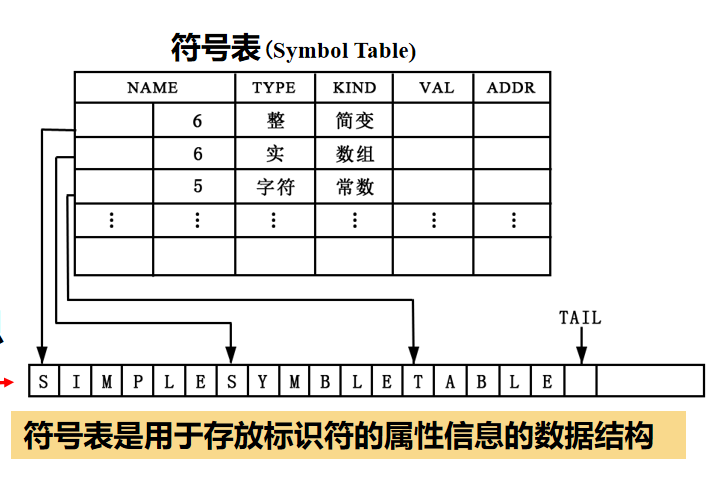 符号表(Symbol Table)
NAME TYPE KIND VAL ADDR
6 整 简变
6 实 数组
5 字符 常数
⋮ ⋮ ⋮ ⋮ ⋮ ⋮
TAIL
S I M P L E S Y M B L E T A B L E
符号表是用于存放标识符的属性信息的数据结构